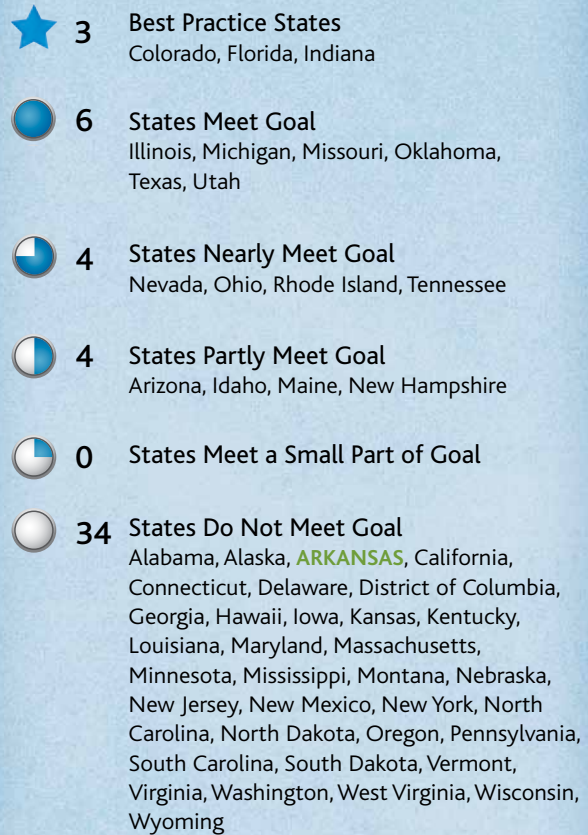 3 Best Practice States
Colorado, Florida, Indiana
6 States Meet Goal
Illinois, Michigan, Missouri, Oklahoma,
Texas, Utah
4 States Nearly Meet Goal
Nevada, Ohio, Rhode Island, Tennessee
4 States Partly Meet Goal
Arizona, Idaho, Maine, New Hampshire
0 States Meet a Small Part of Goal
34 States Do Not Meet Goal
Alabama, Alaska, ARKANSAS, California,
Connecticut, Delaware, District of Columbia,
Georgia, Hawaii, Iowa, Kansas, Kentucky,
Louisiana, Maryland, Massachusetts,
Minnesota, Mississippi, Montana, Nebraska,
New Jersey, New Mexico, New York, North
Carolina, North Dakota, Oregon, Pennsylvania,
South Carolina, South Dakota, Vermont,
Virginia, Washington, West Virginia, Wisconsin,
Wyoming